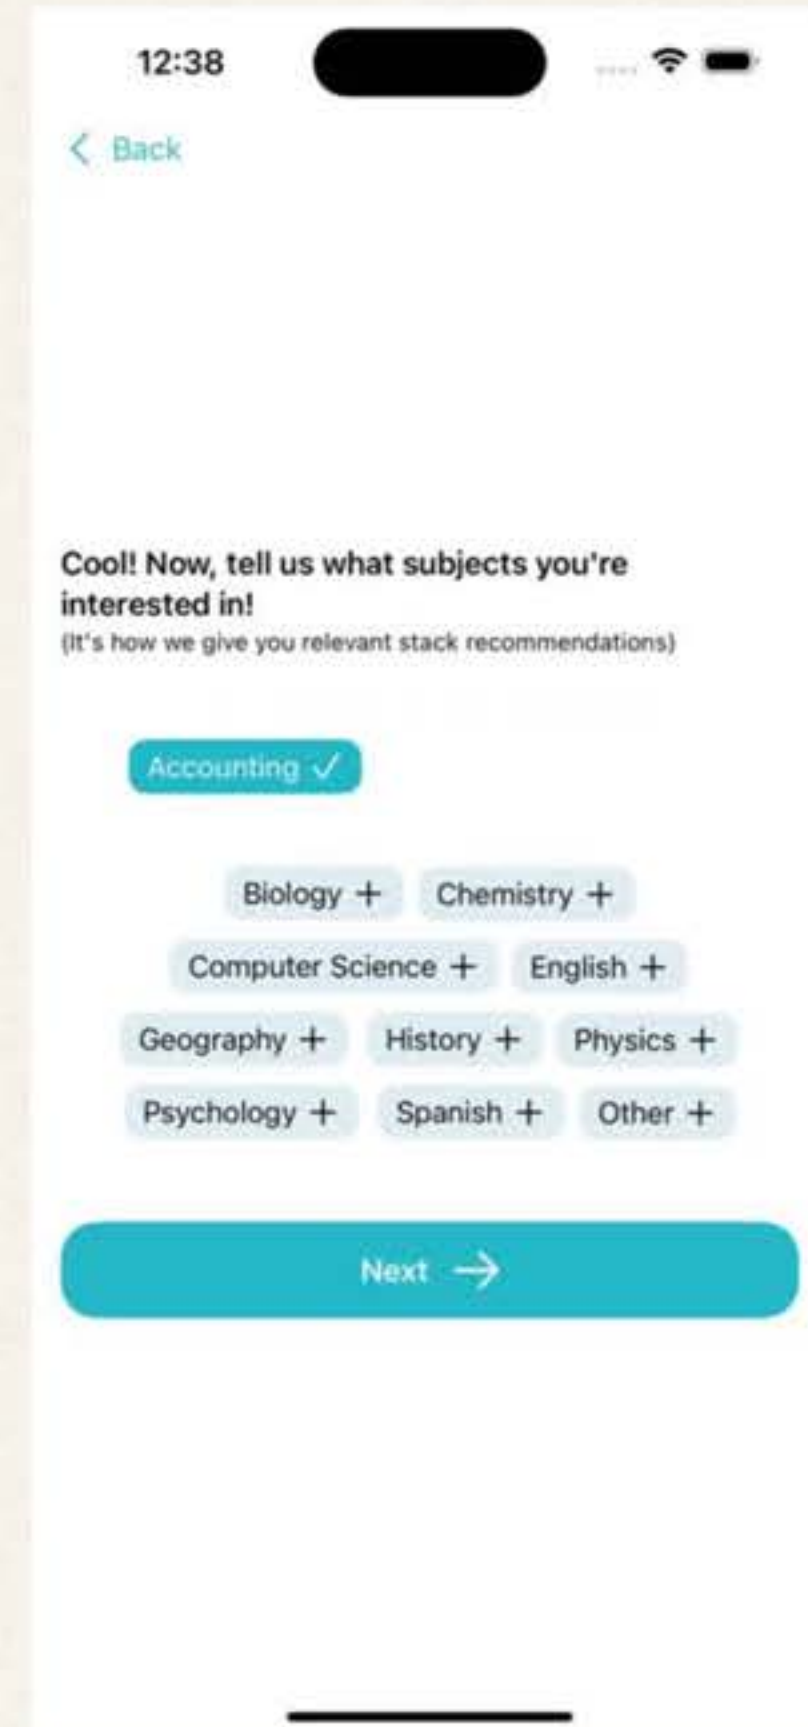 12:38
Back
Cool! Now, tell us what subjects you're
interested in!
(It's how we give you relevant stack recommendations)
Accounting
Biology + Chemistry +
Computer Science + English +
Geography + History + Physics +
Psychology + Spanish + Other +
Next